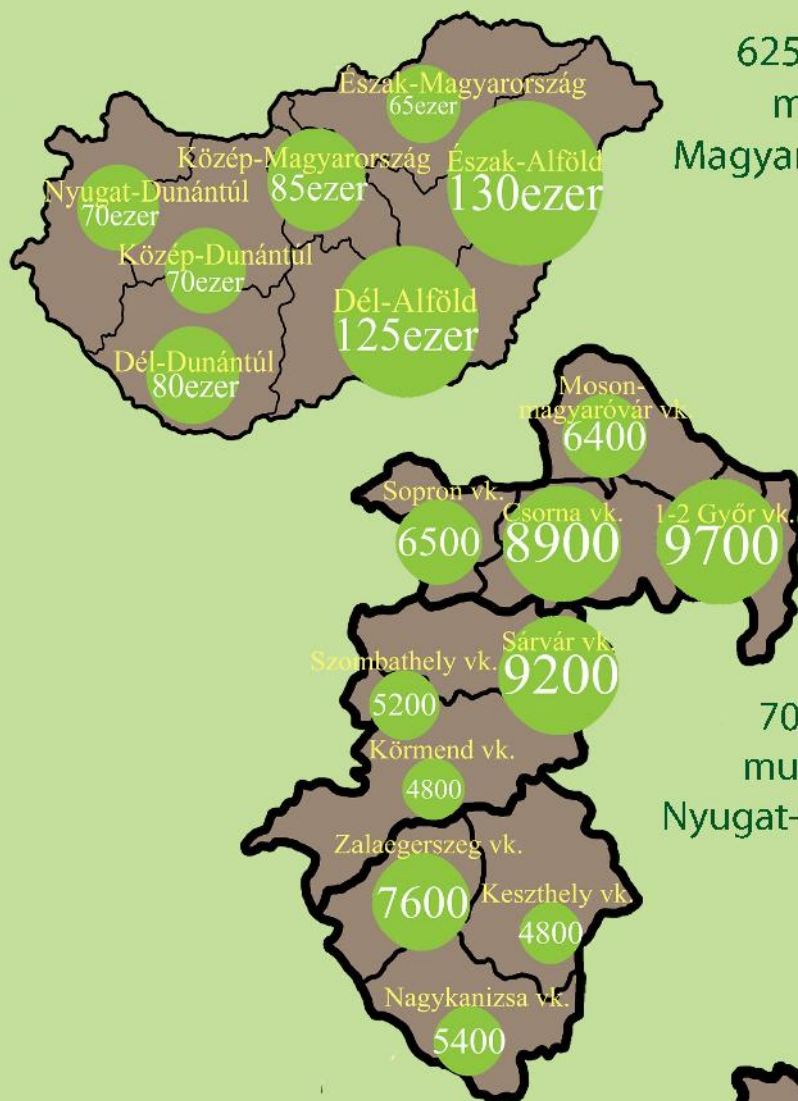 625
m
Magyar
Észak-Magyarország
65ezer
Közép-Magyarország
85ezer
Észak-Alföld
130ezer
Nyugat-Dunántúl
70ezer
Közép-Dunántúl
70ezer
Dél-Alföld
125ezer
Dél-Dunántúl
80ezer
Moson-
magyaróvár vk.
6400
Sopron vk.
6500
Csorna vk.
8900
1-2 Győr vk.
9700
Sárvár vk.
9200
Szombathely vk.
5200
Körmend vk.
4800
70
mu
Nyugat-
Zalaegerszeg vk.
7600
Keszthely vk.
4800
Nagykanizsa vk.
5400